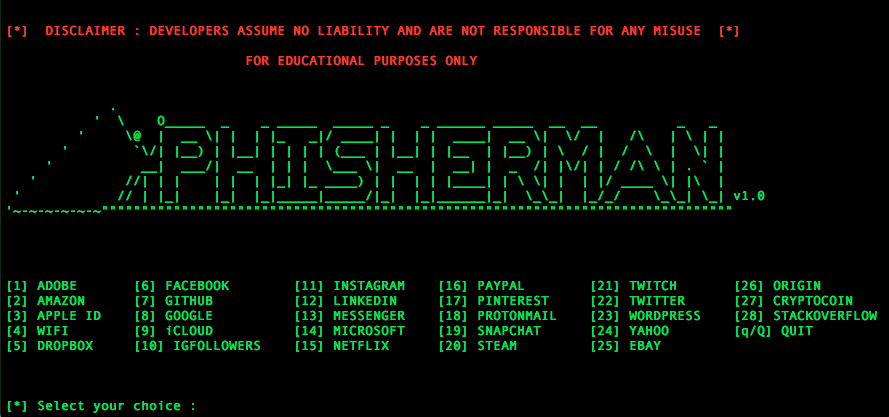 [*]  DISCLAIMER : DEVELOPERS ASSUME NO LIABILITY AND ARE NOT RESPONSIBLE FOR ANY MISUSE  [*]
FOR EDUCATIONAL PURPOSES ONLY
PHISHERMAN
v1.0
[1] ADOBE [6] FACEBOOK [11] INSTAGRAM [16] PAYPAL [21] TWITCH [26] ORIGIN
[2] AMAZON [7] GITHUB [12] LINKEDIN [17] PINTEREST [22] TWITTER [27] CRYPTOCOIN
[3] APPLE ID [8] GOOGLE [13] MESSENGER [18] PROTONMAIL [23] WORDPRESS [28] STACKOVERFLOW
[4] WIFI [9] iCLOUD [14] MICROSOFT [19] SNAPCHAT [24] YAHOO [q/Q] QUIT
[5] DROPBOX [10] IGFOLLOWERS [15] NETFLIX [20] STEAM [25] EBAY
[*] Select your choice :